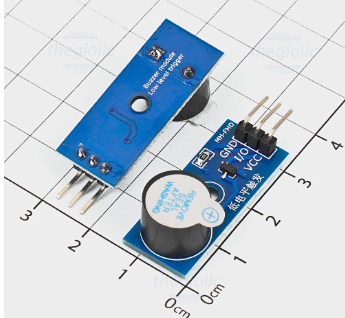 thegioiic
Buzzer module
Low level trigger
MH-FMD
VCC
I/O
GND
低电平触发
REMOVE
SEAL
AFTER
WASHING
+
3
2
1
0cm
0cm
1
2
3
4